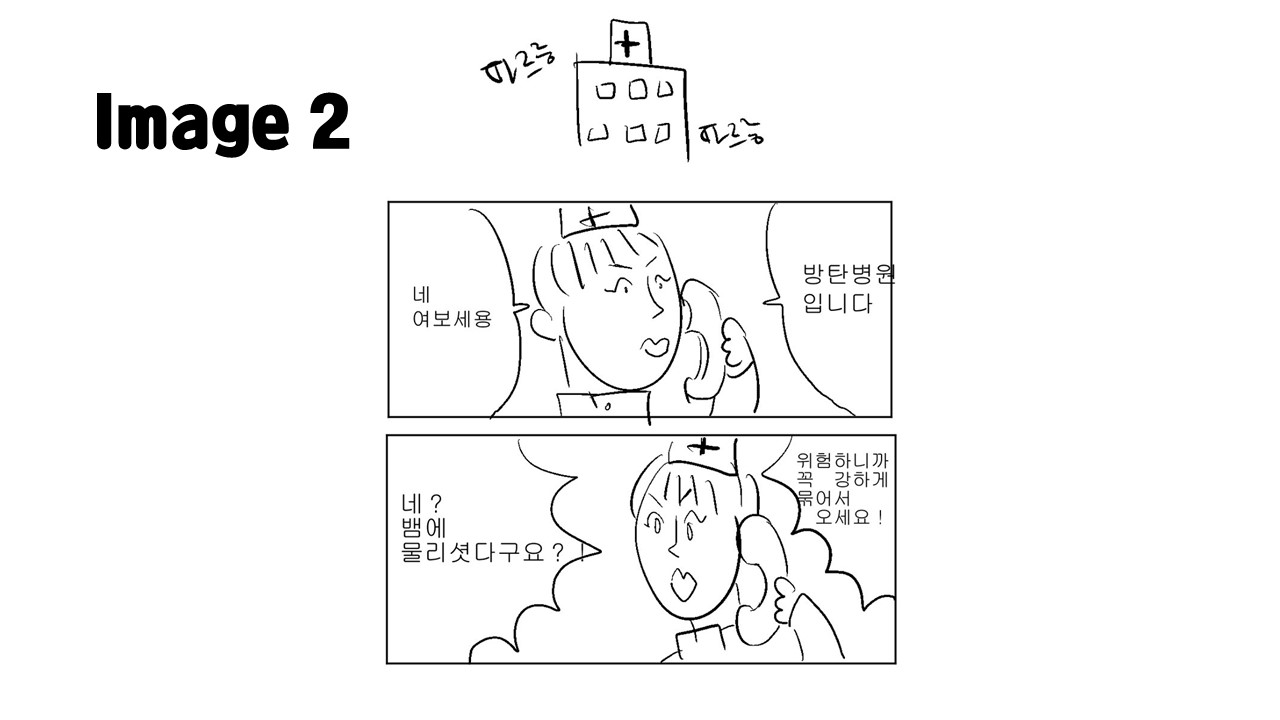 Image 2
따르릉
따르릉
네
여보세용
방탄병원
입니다
네?
뱀에
물리셧다구요?!
위험하니까
꼭 강하게
묶어서
오세요!